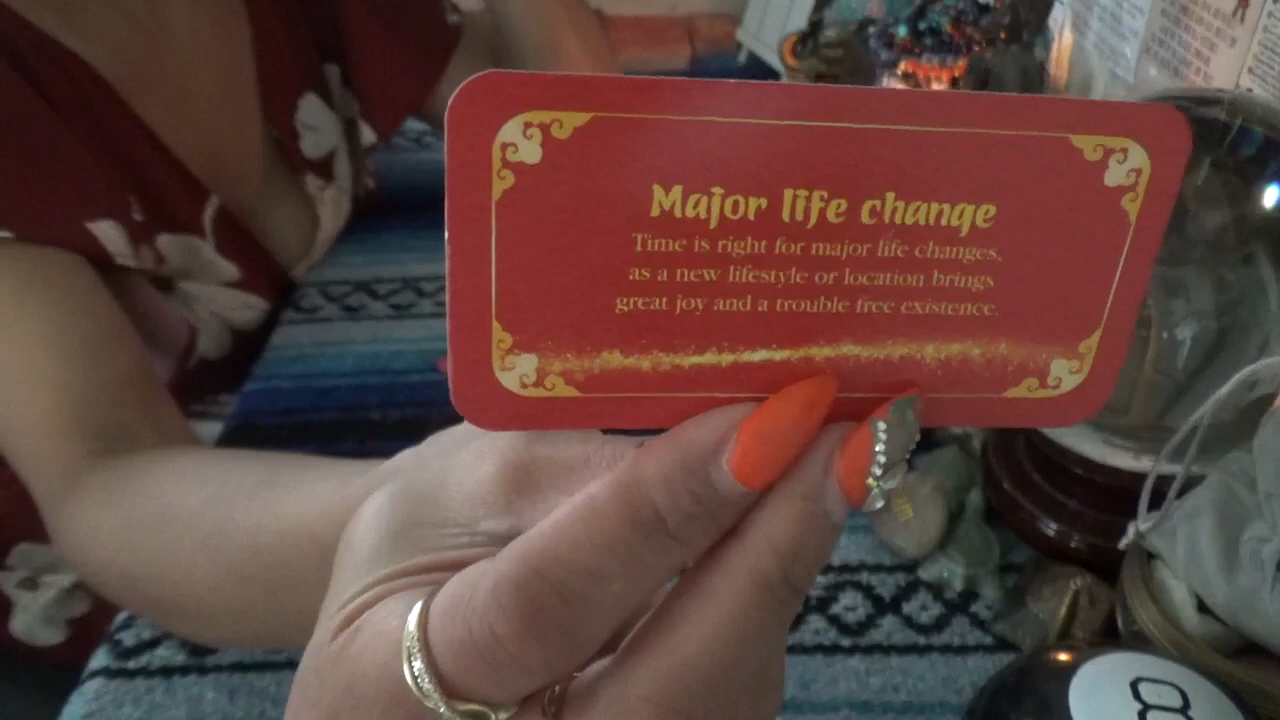 Major life change
Time is right for major life changes,
as a new lifestyle or location brings
great joy and a trouble free existence.
8